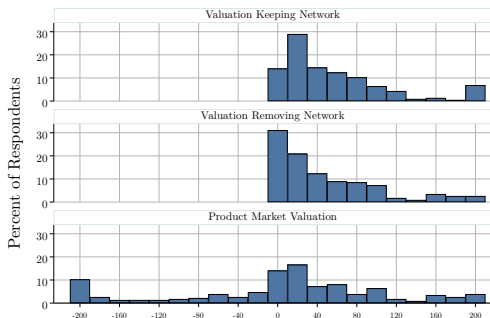 Valuation Keeping Network
30
20
10
0
Valuation Removing Network
30
20
10
0
Percent of Respondents
Product Market Valuation
30
20
10
0
-200 -160 -120 -80 -40 0 40 80 120 160 200